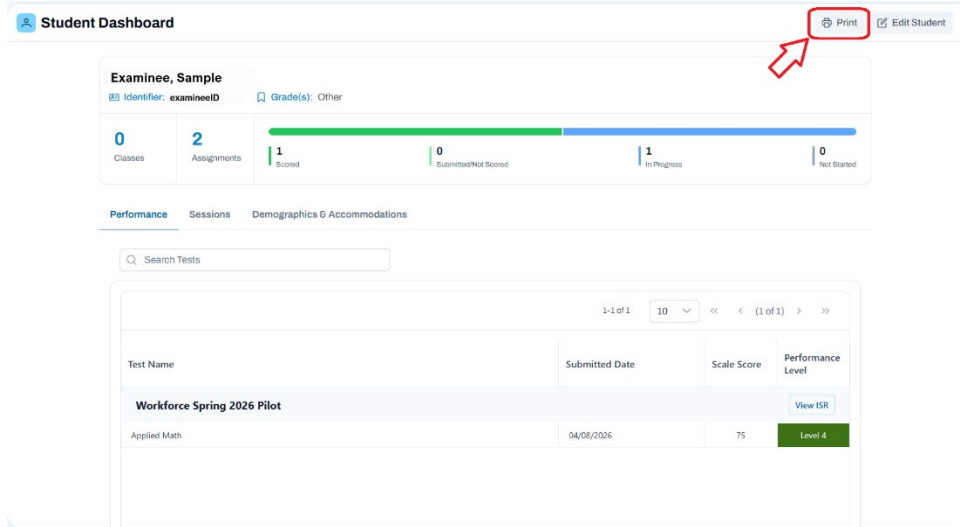 Student Dashboard
Print
Edit Student
Examinee, Sample
Identifier: examineeID
Grade(s): Other
0
Classes
2
Assignments
1
Scored
0
Submitted/Not Scored
1
In Progress
0
Not Started
Performance
Sessions
Demographics & Accommodations
Search Tests
1-1 of 1
10
<< < (1 of 1) > >>
Test Name
Submitted Date
Scale Score
Performance
Level
Workforce Spring 2026 Pilot
View ISR
Applied Math
04/08/2026
75
Level 4